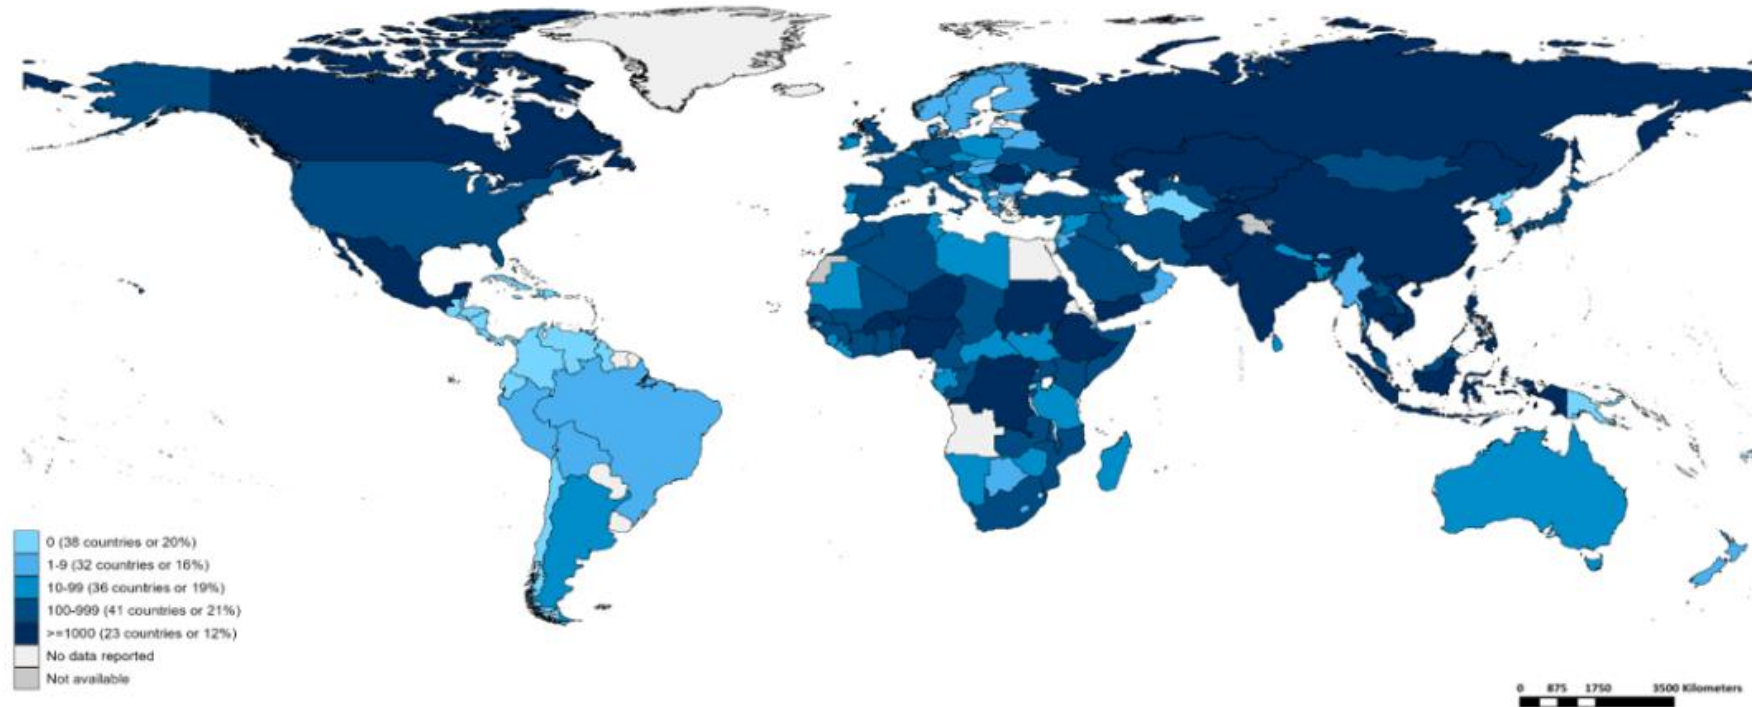 0 (38 countries or 20%)
1-9 (32 countries or 16%)
10-99 (36 countries or 19%)
100-999 (41 countries or 21%)
>=1000 (23 countries or 12%)
No data reported
Not available
0 875 1750 3500 Kilometers